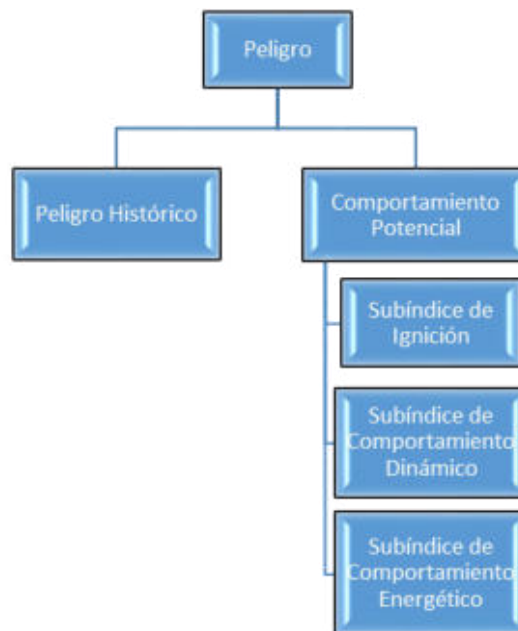 Peligro
Peligro Histórico
Comportamiento
Potencial
Subíndice de
Ignición
Subíndice de
Comportamiento
Dinámico
Subíndice de
Comportamiento
Energético